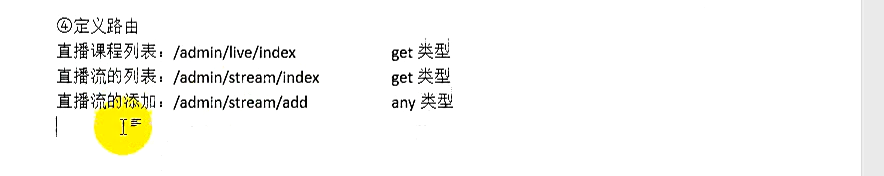 ④定义路由
直播课程列表：/admin/live/index get 类型
直播流的列表：/admin/stream/index get 类型
直播流的添加：/admin/stream/add any 类型